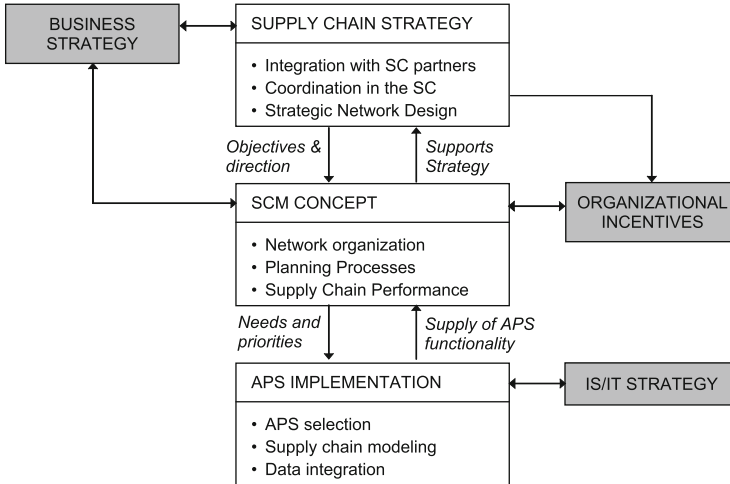 BUSINESS
STRATEGY
SUPPLY CHAIN STRATEGY
• Integration with SC partners
• Coordination in the SC
• Strategic Network Design
Objectives &
direction
Supports
Strategy
SCM CONCEPT
• Network organization
• Planning Processes
• Supply Chain Performance
ORGANIZATIONAL
INCENTIVES
Needs and
priorities
Supply of APS
functionality
APS IMPLEMENTATION
• APS selection
• Supply chain modeling
• Data integration
IS/IT STRATEGY